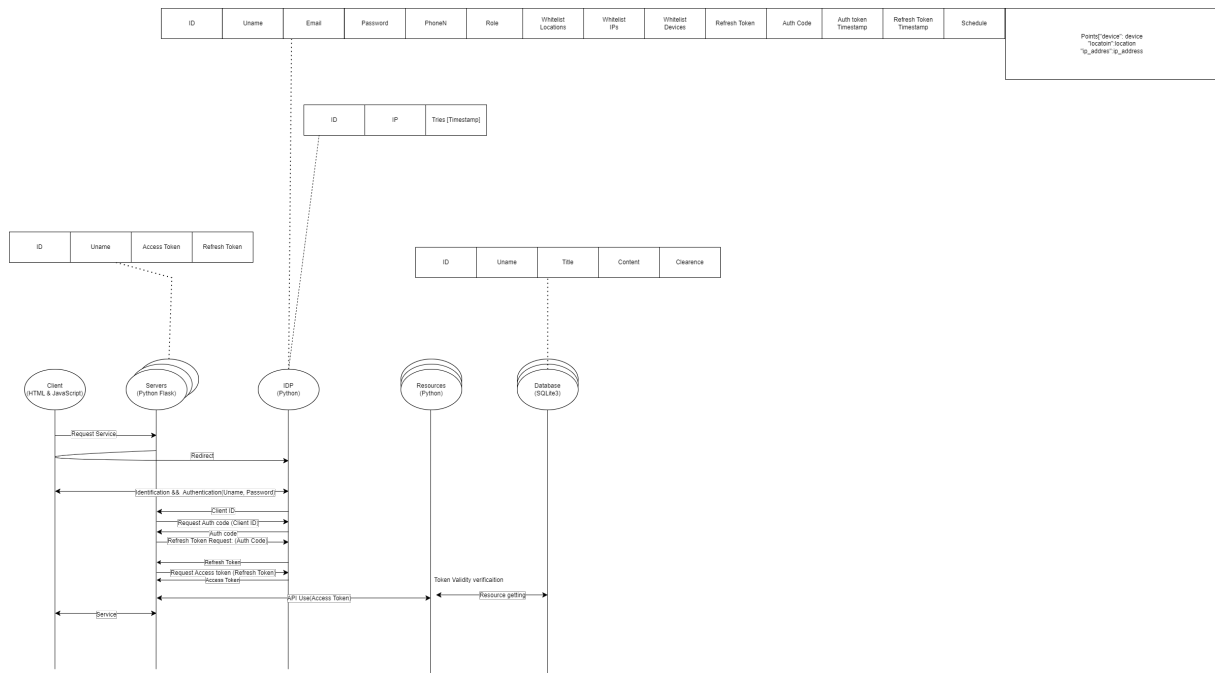 ID
Uname
Email
Password
PhoneN
Role
Whitelist
Locations
Whitelist
IPs
Whitelist
Devices
Refresh Token
Auth Code
Auth token
Timestamp
Refresh Token
Timestamp
Schedule
Points["device": device
"locatoin":location
"ip_addres":ip_address
ID
IP
Tries [Timestamp]
ID
Uname
Access Token
Refresh Token
ID
Uname
Title
Content
Clearence
Client
(HTML & JavaScript)
Servers
(Python Flask)
IDP
(Python)
Resources
(Python)
Database
(SQLite3)
Request Service
Redirect
Identification && Authentication(Uname, Password)
Client ID
Request Auth code (Client ID)
Auth code
Refresh Token Request (Auth Code)
Refresh Token
Request Access token (Refresh Token)
Access Token
Token Validity verificaition
Resource getting
API Use(Access Token)
Service